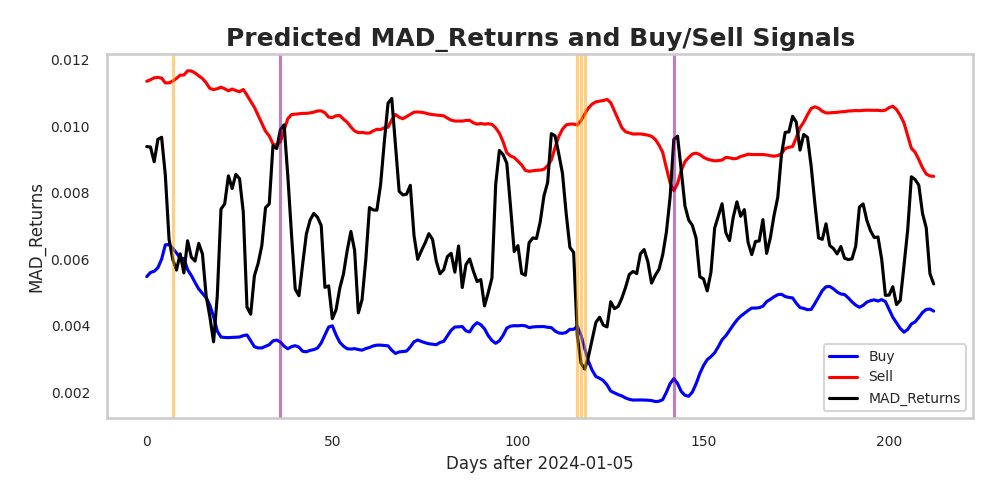 Predicted MAD_Returns and Buy/Sell Signals
0.012
0.010
0.008
0.006
0.004
0.002
MAD_Returns
0
50
100
150
200
Days after 2024-01-05
Buy
Sell
MAD_Returns